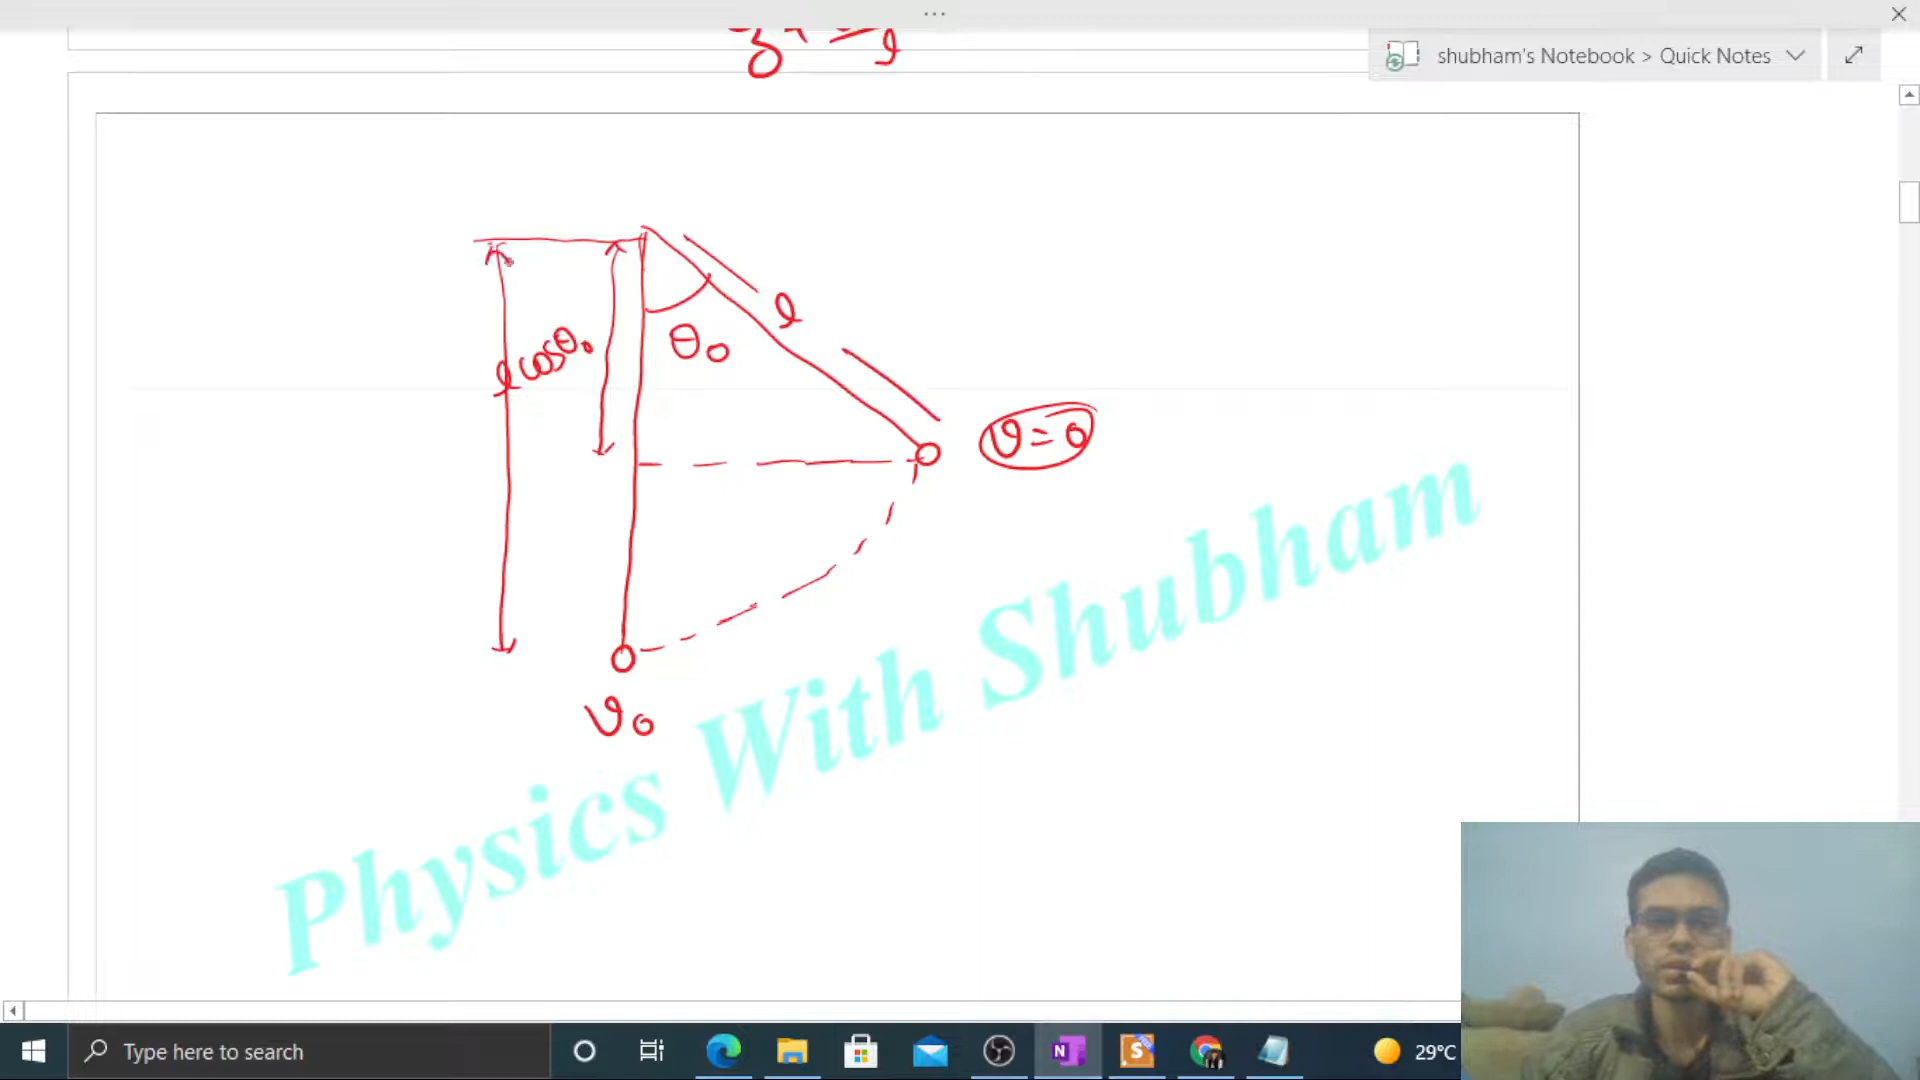 shubham's Notebook > Quick Notes
l
l cosθ₀
θ₀
v = 0
v₀
Physics With Shubham
Type here to search
29°C